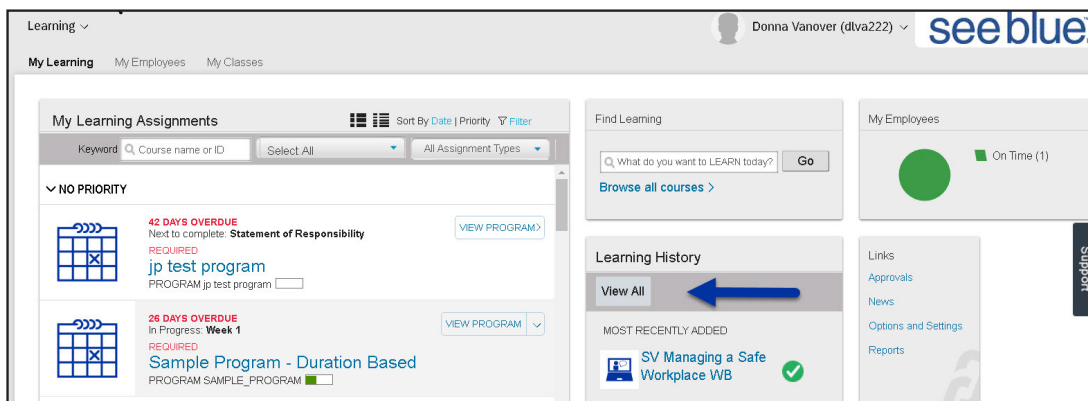 Learning
Donna Vanover (dlva222)
see blue
My Learning My Employees My Classes
My Learning Assignments
Sort By Date | Priority Filter
Keyword Course name or ID Select All All Assignment Types
NO PRIORITY
42 DAYS OVERDUE
Next to complete: Statement of Responsibility
VIEW PROGRAM
REQUIRED
jp test program
PROGRAM jp test program
26 DAYS OVERDUE
In Progress: Week 1
VIEW PROGRAM
REQUIRED
Sample Program - Duration Based
PROGRAM SAMPLE_PROGRAM
Find Learning
What do you want to LEARN today? Go
Browse all courses >
Learning History
View All
MOST RECENTLY ADDED
SV Managing a Safe
Workplace WB
My Employees
On Time (1)
Links
Approvals
News
Options and Settings
Reports
Support